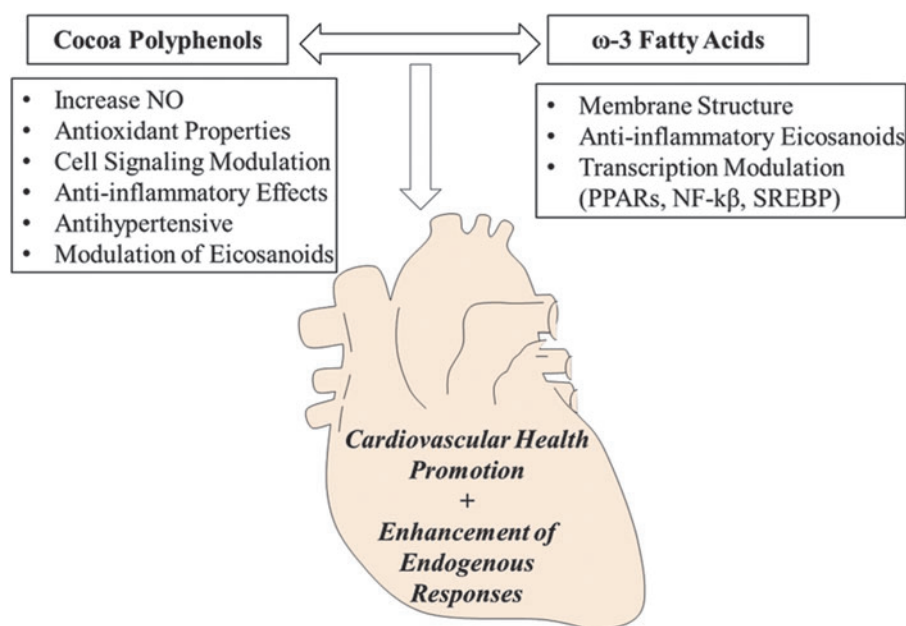 Cocoa Polyphenols
• Increase NO
• Antioxidant Properties
• Cell Signaling Modulation
• Anti-inflammatory Effects
• Antihypertensive
• Modulation of Eicosanoids
ω-3 Fatty Acids
• Membrane Structure
• Anti-inflammatory Eicosanoids
• Transcription Modulation
(PPARs, NF-kβ, SREBP)
Cardiovascular Health
Promotion
+
Enhancement of
Endogenous
Responses